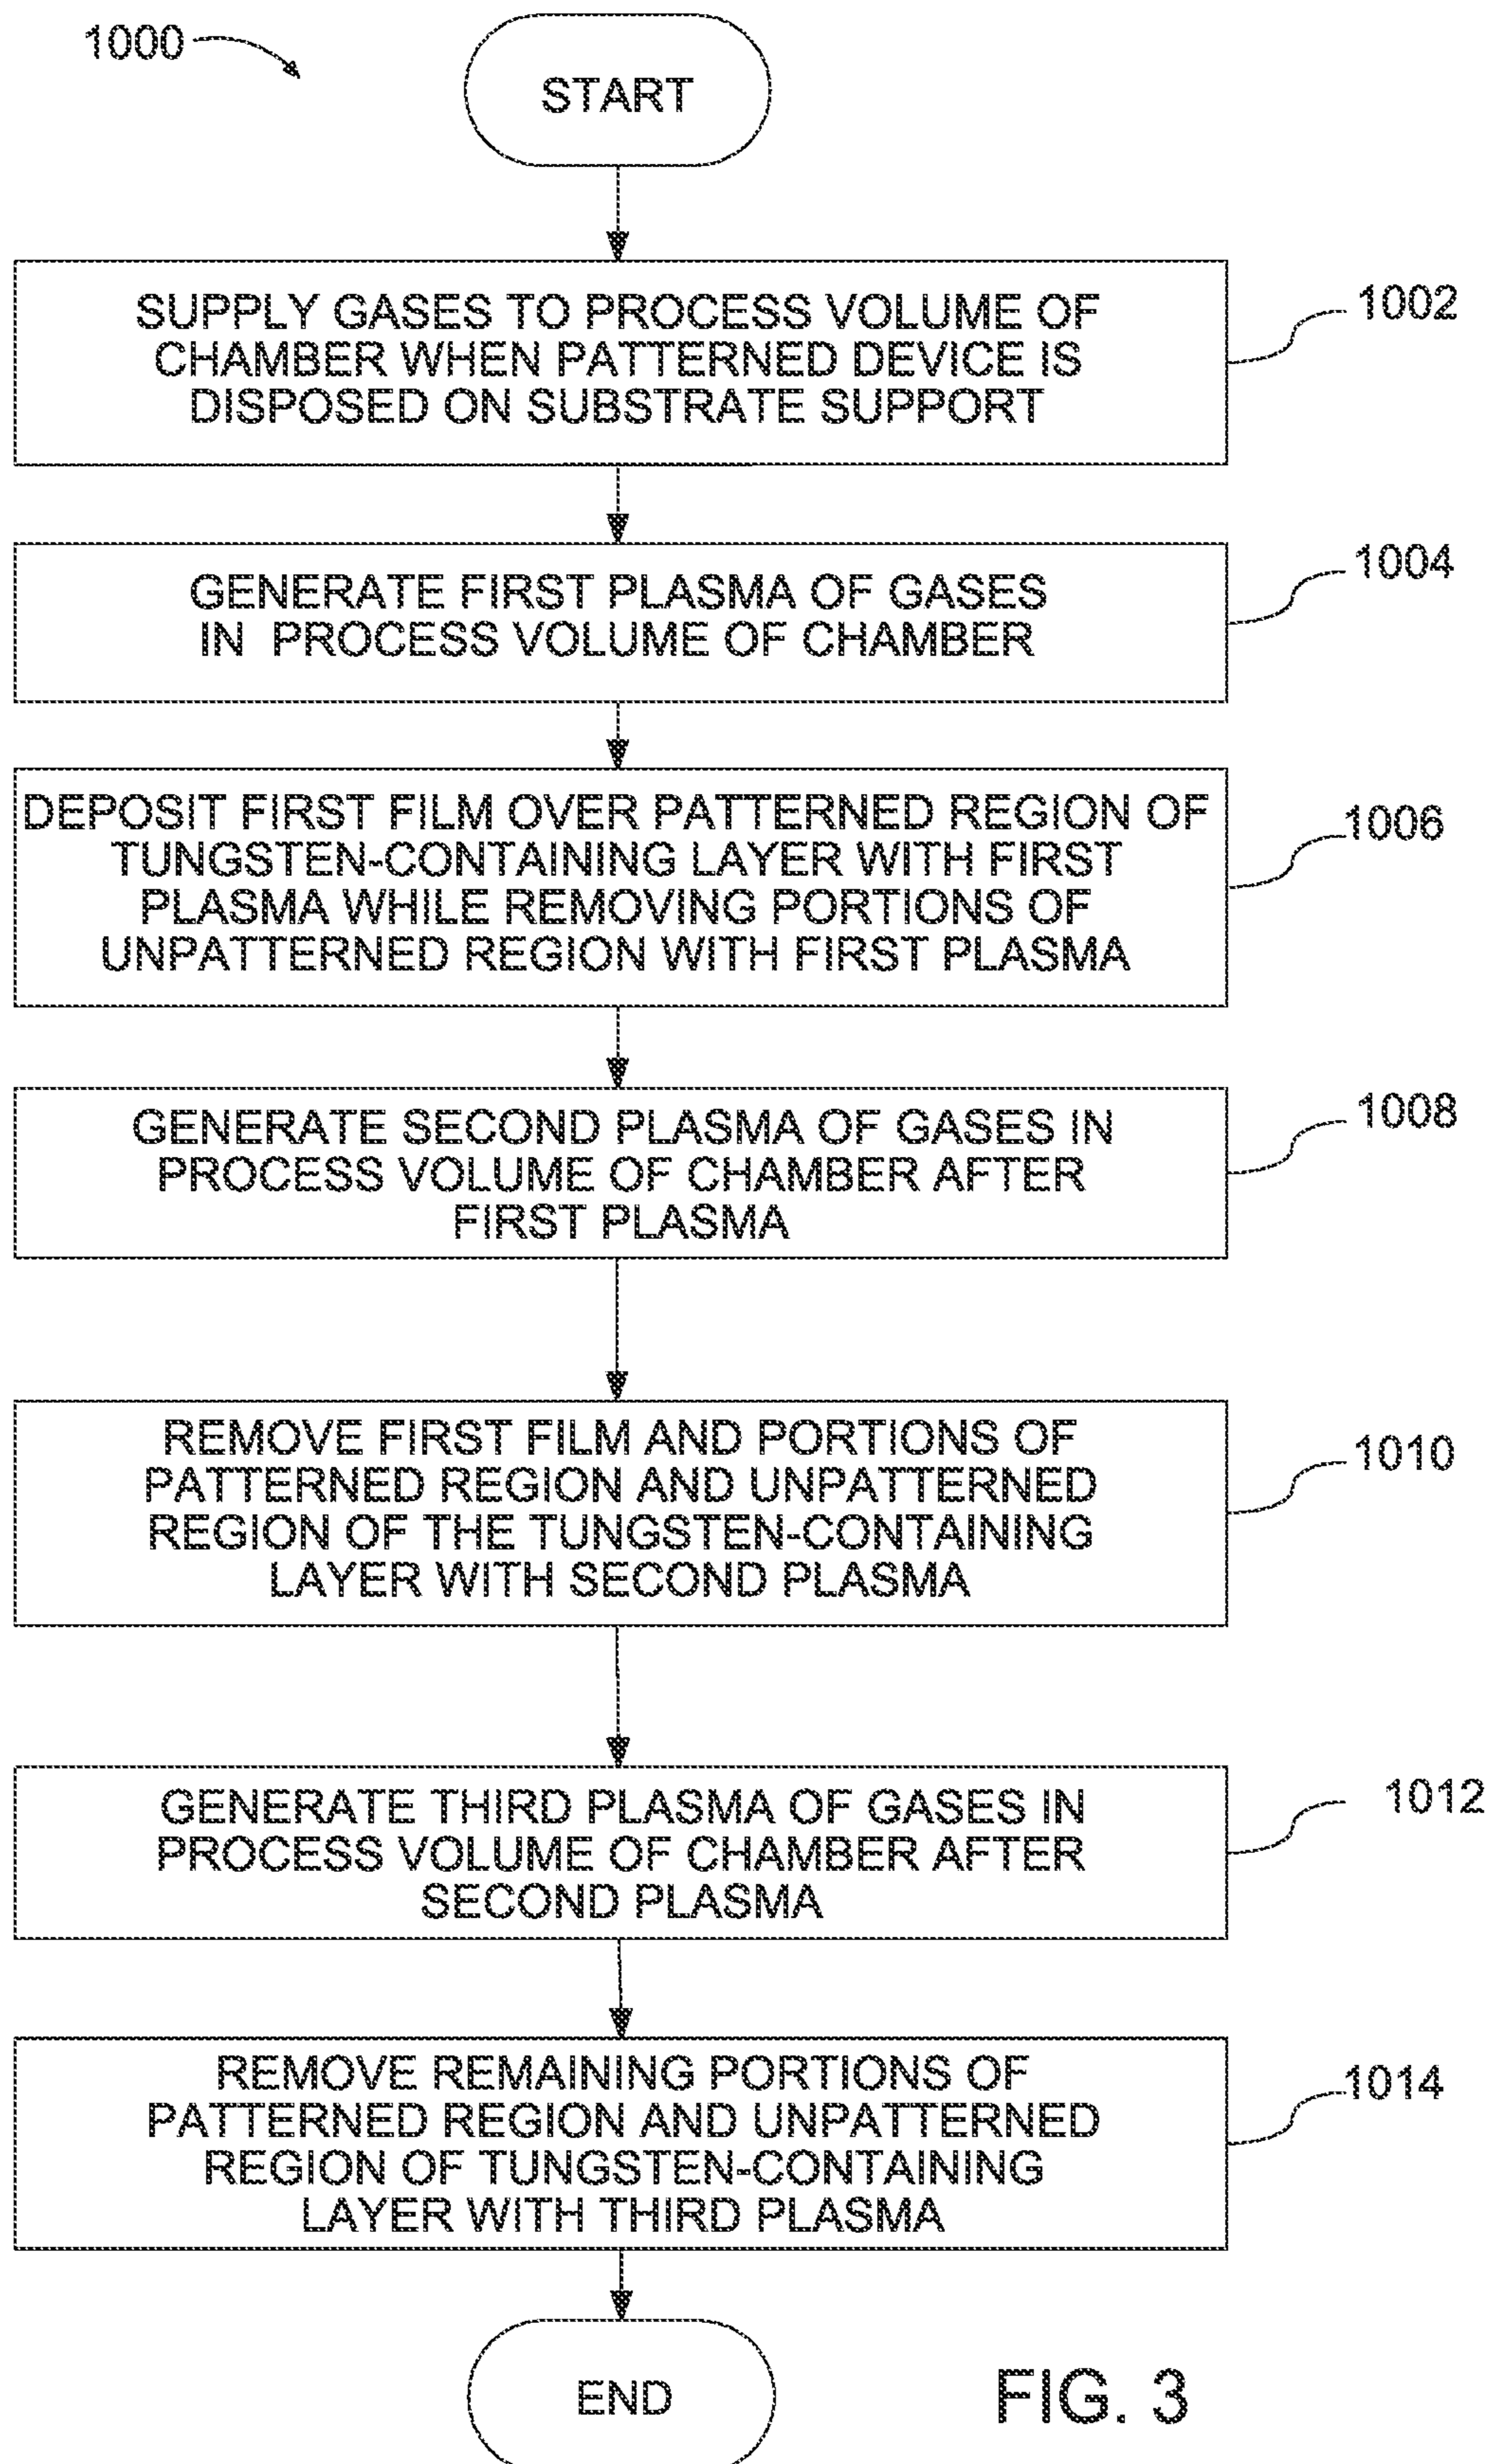 1000
START
SUPPLY GASES TO PROCESS VOLUME OF
CHAMBER WHEN PATTERNED DEVICE IS
DISPOSED ON SUBSTRATE SUPPORT
1002
GENERATE FIRST PLASMA OF GASES
IN PROCESS VOLUME OF CHAMBER
1004
DEPOSIT FIRST FILM OVER PATTERNED REGION OF
TUNGSTEN-CONTAINING LAYER WITH FIRST
PLASMA WHILE REMOVING PORTIONS OF
UNPATTERNED REGION WITH FIRST PLASMA
1006
GENERATE SECOND PLASMA OF GASES IN
PROCESS VOLUME OF CHAMBER AFTER
FIRST PLASMA
1008
REMOVE FIRST FILM AND PORTIONS OF
PATTERNED REGION AND UNPATTERNED
REGION OF THE TUNGSTEN-CONTAINING
LAYER WITH SECOND PLASMA
1010
GENERATE THIRD PLASMA OF GASES IN
PROCESS VOLUME OF CHAMBER AFTER
SECOND PLASMA
1012
REMOVE REMAINING PORTIONS OF
PATTERNED REGION AND UNPATTERNED
REGION OF TUNGSTEN-CONTAINING
LAYER WITH THIRD PLASMA
1014
END
FIG. 3